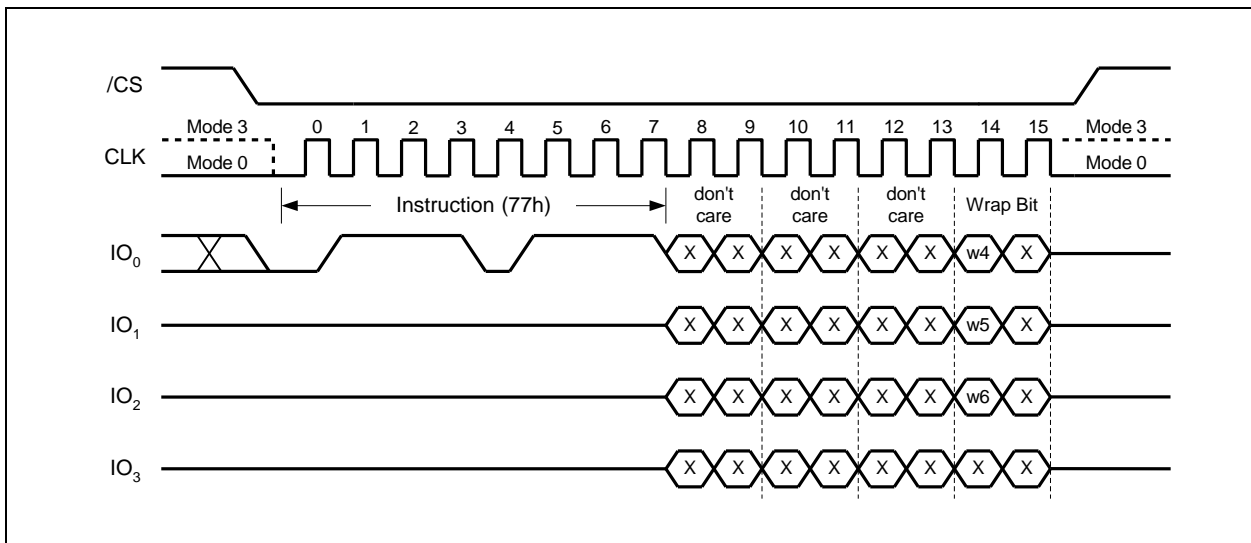 /CS
Mode 3 0 1 2 3 4 5 6 7 8 9 10 11 12 13 14 15 Mode 3
CLK Mode 0 Mode 0
Instruction (77h) don't care don't care don't care Wrap Bit
IO0 X X X X X X w4 X
IO1 X X X X X X w5 X
IO2 X X X X X X w6 X
IO3 X X X X X X X X